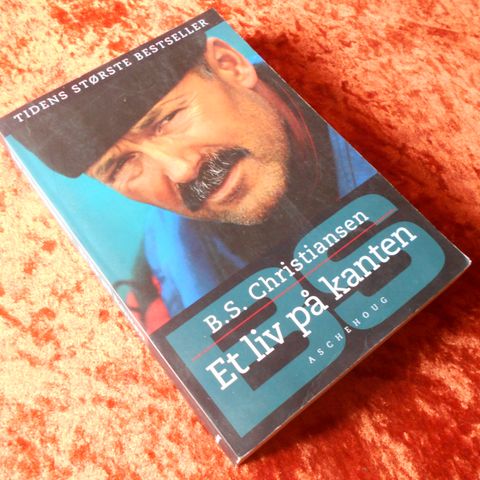 TIDENS STØRSTE BESTSELLER
B.S. Christiansen
Et liv på kanten
BS
ASCHEHOUG